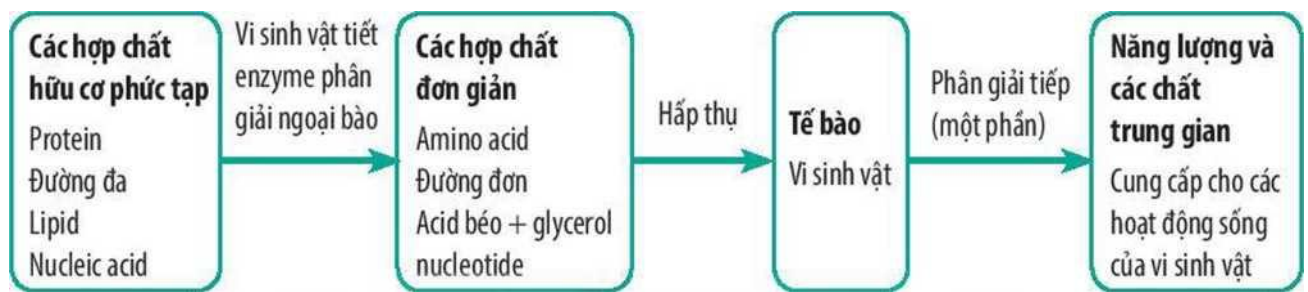 Các hợp chất
hữu cơ phức tạp
Protein
Đường đa
Lipid
Nucleic acid
Vi sinh vật tiết
enzyme phân
giải ngoại bào
Các hợp chất
đơn giản
Amino acid
Đường đơn
Acid béo + glycerol
nucleotide
Hấp thụ
Tế bào
Vi sinh vật
Phân giải tiếp
(một phần)
Năng lượng và
các chất
trung gian
Cung cấp cho các
hoạt động sống
của vi sinh vật